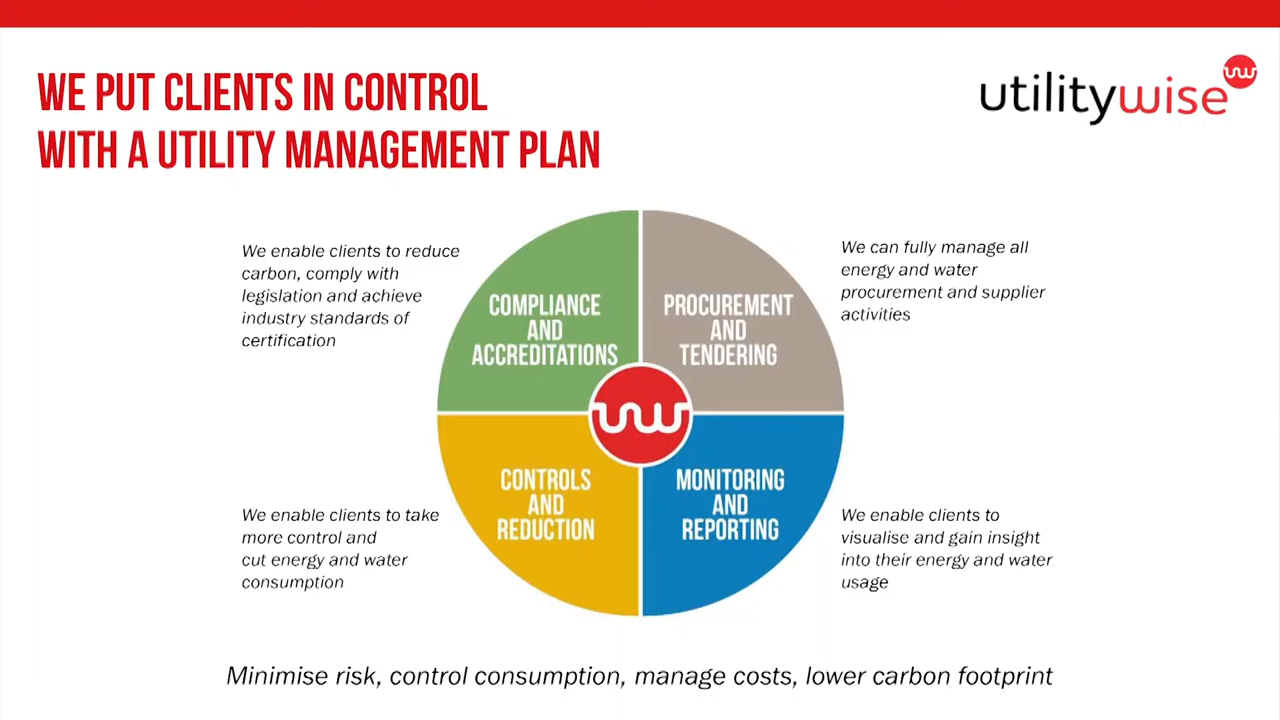 WE PUT CLIENTS IN CONTROL
WITH A UTILITY MANAGEMENT PLAN
utilitywise
uw
We enable clients to reduce
carbon, comply with
legislation and achieve
industry standards of
certification
We can fully manage all
energy and water
procurement and supplier
activities
COMPLIANCE
AND
ACCREDITATIONS
PROCUREMENT
AND
TENDERING
uw
CONTROLS
AND
REDUCTION
MONITORING
AND
REPORTING
We enable clients to take
more control and
cut energy and water
consumption
We enable clients to
visualise and gain insight
into their energy and water
usage
Minimise risk, control consumption, manage costs, lower carbon footprint